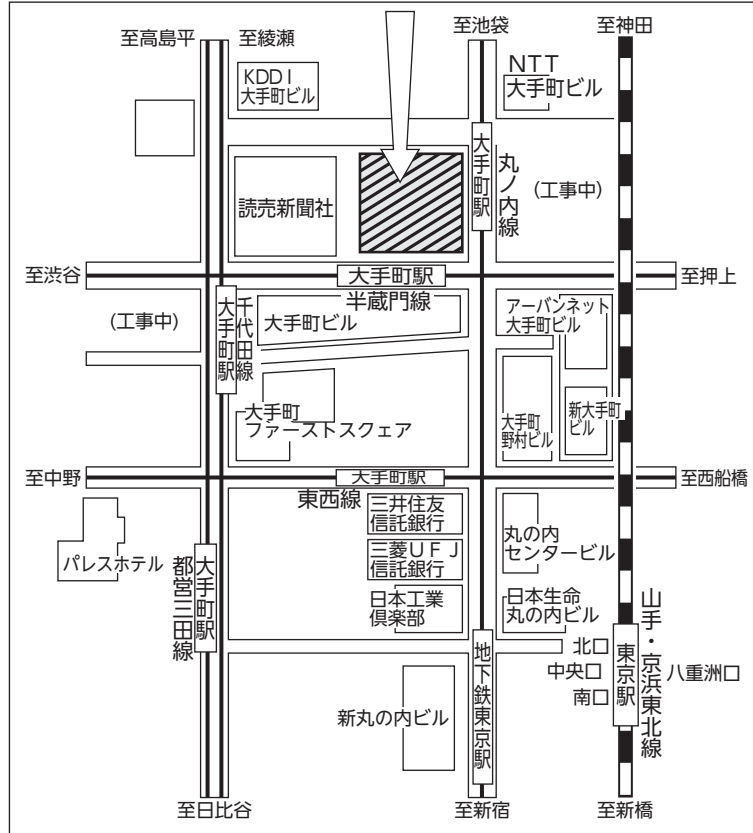 至高島平
至綾瀬
至池袋
至神田
KDDI
大手町ビル
NTT
大手町ビル
大手町駅
丸ノ内線
(工事中)
読売新聞社
至渋谷
大手町駅
至押上
半蔵門線
(工事中)
大手町駅
千代田線
大手町ビル
アーバンネット
大手町ビル
大手町
ファーストスクェア
大手町
野村ビル
新大手町
ビル
至中野
大手町駅
至西船橋
東西線
三井住友
信託銀行
丸の内
センタービル
パレスホテル
都営三田線
大手町駅
三菱UFJ
信託銀行
日本工業
倶楽部
日本生命
丸の内ビル
北口
中央口
南口
東京駅
山手・京浜東北線
八重洲口
地下鉄東京駅
新丸の内ビル
至日比谷
至新宿
至新橋